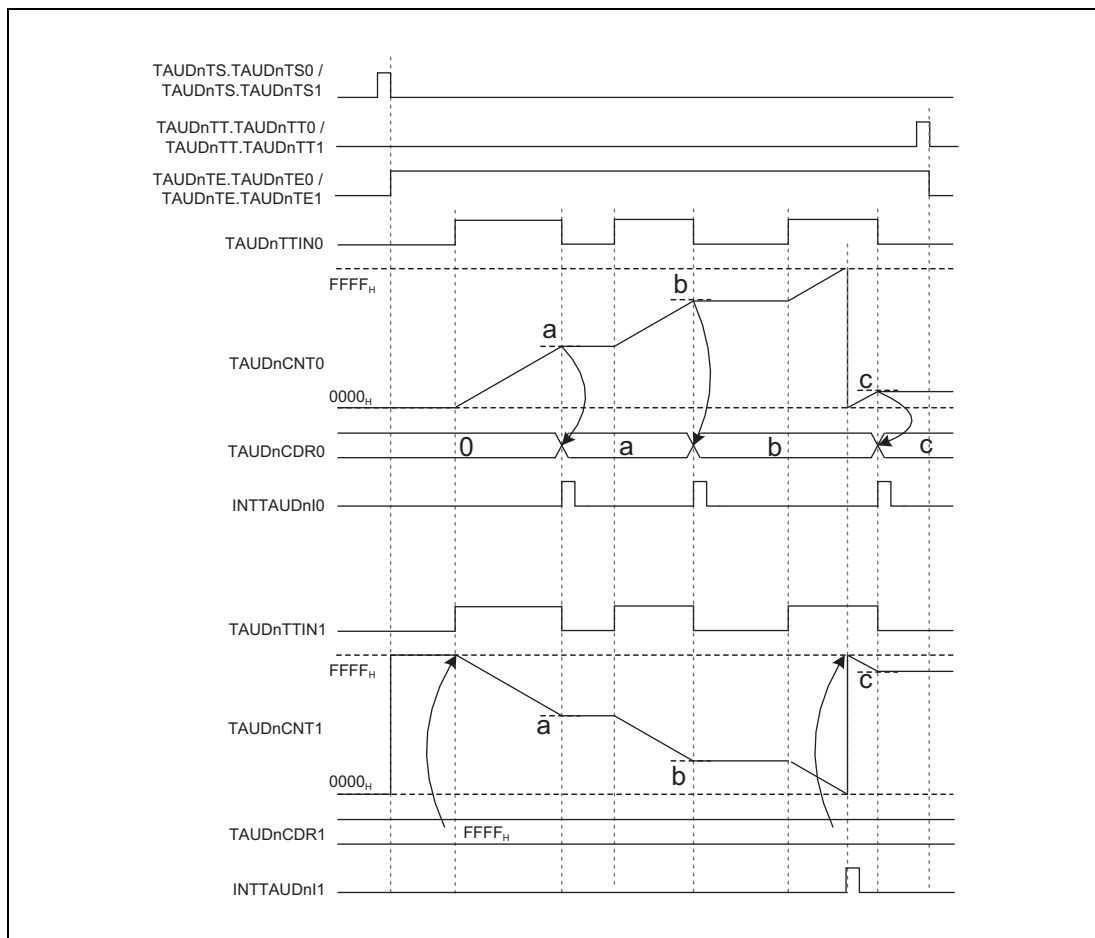 TAUDnTS.TAUDnTS0 /
TAUDnTS.TAUDnTS1
TAUDnTT.TAUDnTT0 /
TAUDnTT.TAUDnTT1
TAUDnTE.TAUDnTE0 /
TAUDnTE.TAUDnTE1
TAUDnTTIN0
FFFFH
b
a
TAUDnCNT0
c
0000H
TAUDnCDR0
0 a b c
INTTAUDnI0
TAUDnTTIN1
FFFFH
c
TAUDnCNT1
a
b
0000H
TAUDnCDR1
FFFFH
INTTAUDnI1